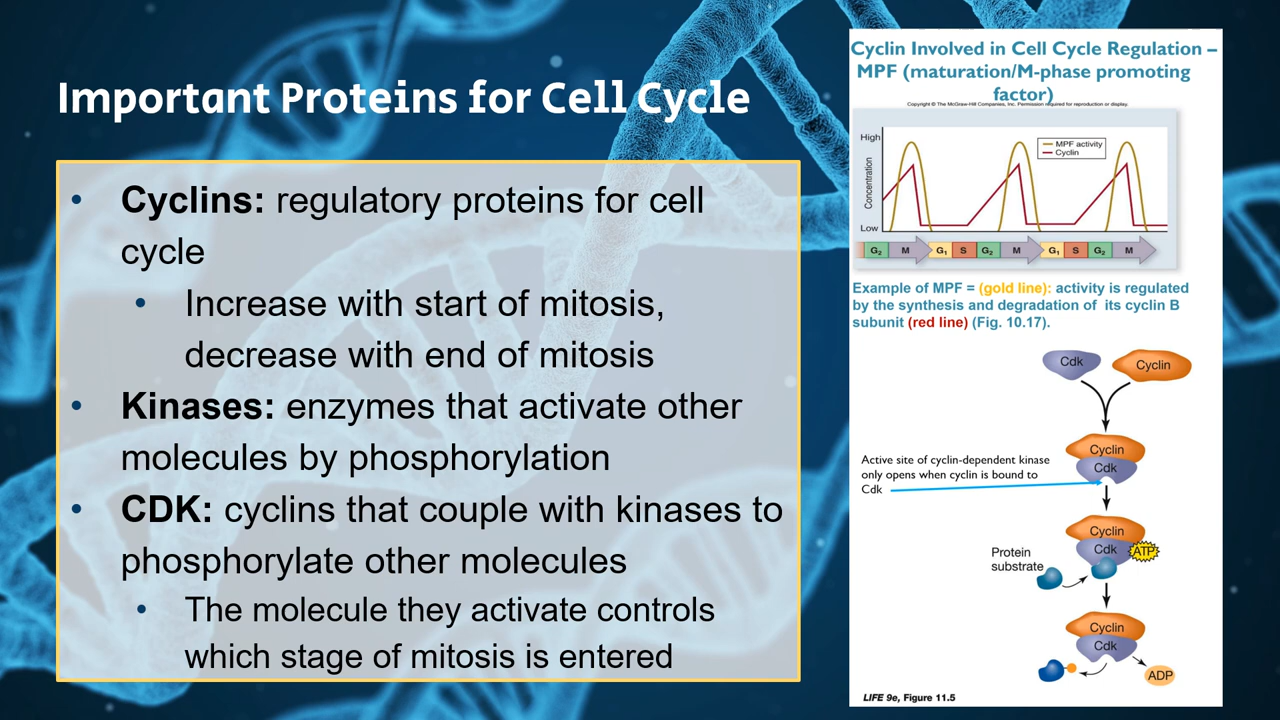 Important Proteins for Cell Cycle
• Cyclins: regulatory proteins for cell
cycle
• Increase with start of mitosis,
decrease with end of mitosis
• Kinases: enzymes that activate other
molecules by phosphorylation
• CDK: cyclins that couple with kinases to
phosphorylate other molecules
• The molecule they activate controls
which stage of mitosis is entered
Cyclin Involved in Cell Cycle Regulation –
MPF (maturation/M-phase promoting
factor)
Copyright © The McGraw-Hill Companies, Inc. Permission required for reproduction or display.
High
Concentration
Low
MPF activity
Cyclin
G₂ M G₁ S G₂ M G₁ S G₂ M
Example of MPF = (gold line): activity is regulated
by the synthesis and degradation of its cyclin B
subunit (red line) (Fig. 10.17).
Cdk Cyclin
Cyclin
Cdk
Active site of cyclin-dependent kinase
only opens when cyclin is bound to
Cdk
Cyclin
Cdk ATP
Protein
substrate
Cyclin
Cdk
ADP
LIFE 9e, Figure 11.5